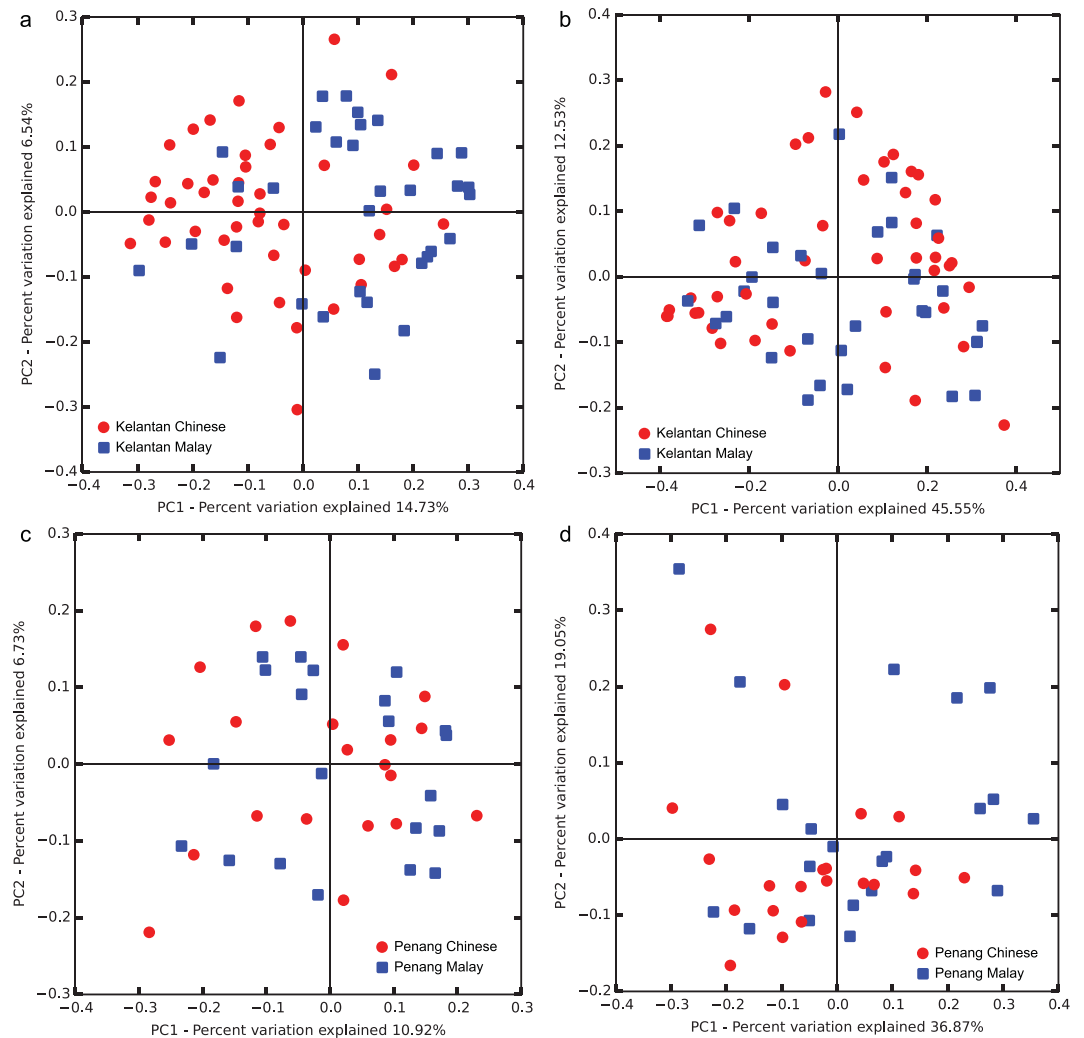 a
0.3
0.2
0.1
0.0
−0.1
−0.2
−0.3
−0.4
PC2 - Percent variation explained 6.54%
Kelantan Chinese
Kelantan Malay
−0.4 −0.3 −0.2 −0.1 0.0 0.1 0.2 0.3 0.4
PC1 - Percent variation explained 14.73%
b
0.4
0.3
0.2
0.1
0.0
−0.1
−0.2
−0.3
PC2 - Percent variation explained 12.53%
Kelantan Chinese
Kelantan Malay
−0.4 −0.2 0.0 0.2 0.4
PC1 - Percent variation explained 45.55%
c
0.3
0.2
0.1
0.0
−0.1
−0.2
−0.3
PC2 - Percent variation explained 6.73%
Penang Chinese
Penang Malay
−0.4 −0.3 −0.2 −0.1 0.0 0.1 0.2 0.3
PC1 - Percent variation explained 10.92%
d
0.4
0.3
0.2
0.1
0.0
−0.1
−0.2
PC2 - Percent variation explained 19.05%
Penang Chinese
Penang Malay
−0.4 −0.3 −0.2 −0.1 0.0 0.1 0.2 0.3 0.4
PC1 - Percent variation explained 36.87%